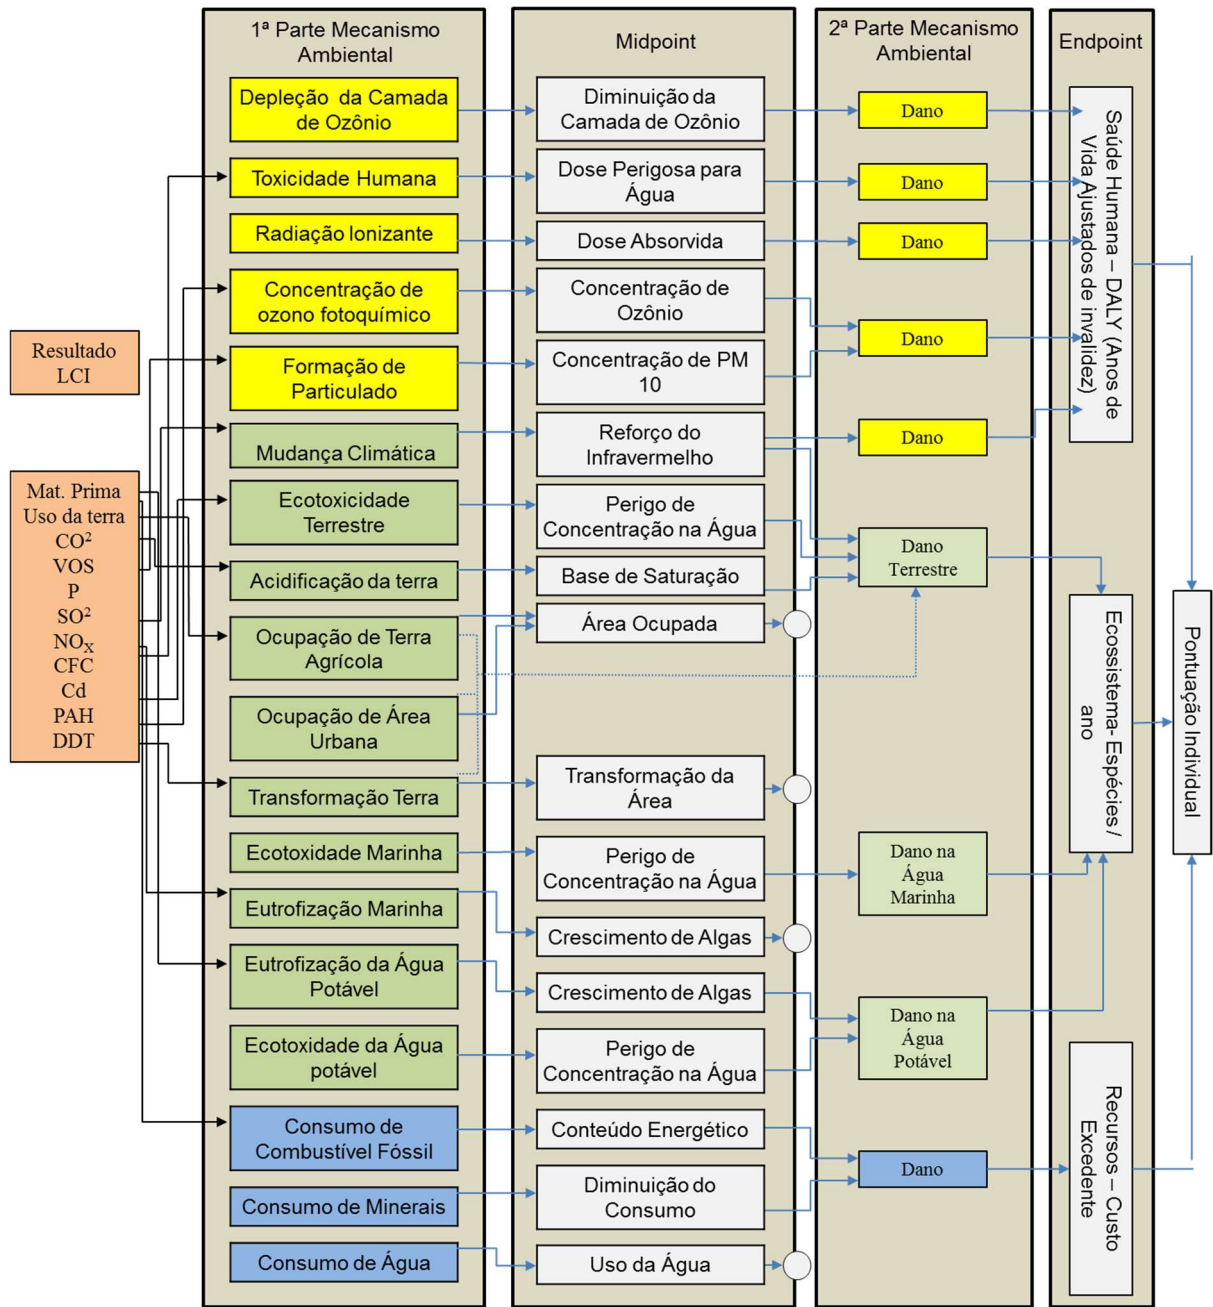 1ª Parte Mecanismo
Ambiental
Midpoint
2ª Parte Mecanismo
Ambiental
Endpoint
Resultado
LCI
Mat. Prima
Uso da terra
CO²
VOS
P
SO²
NOₓ
CFC
Cd
PAH
DDT
Depleção da Camada
de Ozônio
Toxicidade Humana
Radiação Ionizante
Concentração de
ozono fotoquímico
Formação de
Particulado
Mudança Climática
Ecotoxicidade
Terrestre
Acidificação da terra
Ocupação de Terra
Agrícola
Ocupação de Área
Urbana
Transformação Terra
Ecotoxidade Marinha
Eutrofização Marinha
Eutrofização da Água
Potável
Ecotoxidade da Água
potável
Consumo de
Combustível Fóssil
Consumo de Minerais
Consumo de Água
Diminuição da
Camada de Ozônio
Dose Perigosa para
Água
Dose Absorvida
Concentração de
Ozônio
Concentração de PM
10
Reforço do
Infravermelho
Perigo de
Concentração na Água
Base de Saturação
Área Ocupada
Transformação da
Área
Perigo de
Concentração na Água
Crescimento de Algas
Crescimento de Algas
Perigo de
Concentração na Água
Conteúdo Energético
Diminuição do
Consumo
Uso da Água
Dano
Dano
Dano
Dano
Dano
Dano
Terrestre
Dano na
Água
Marinha
Dano na
Água
Potável
Dano
Saúde Humana – DALY (Anos de
Vida Ajustados de invalidez)
Ecossistema- Espécies /
ano
Recursos – Custo
Excedente
Pontuação Individual